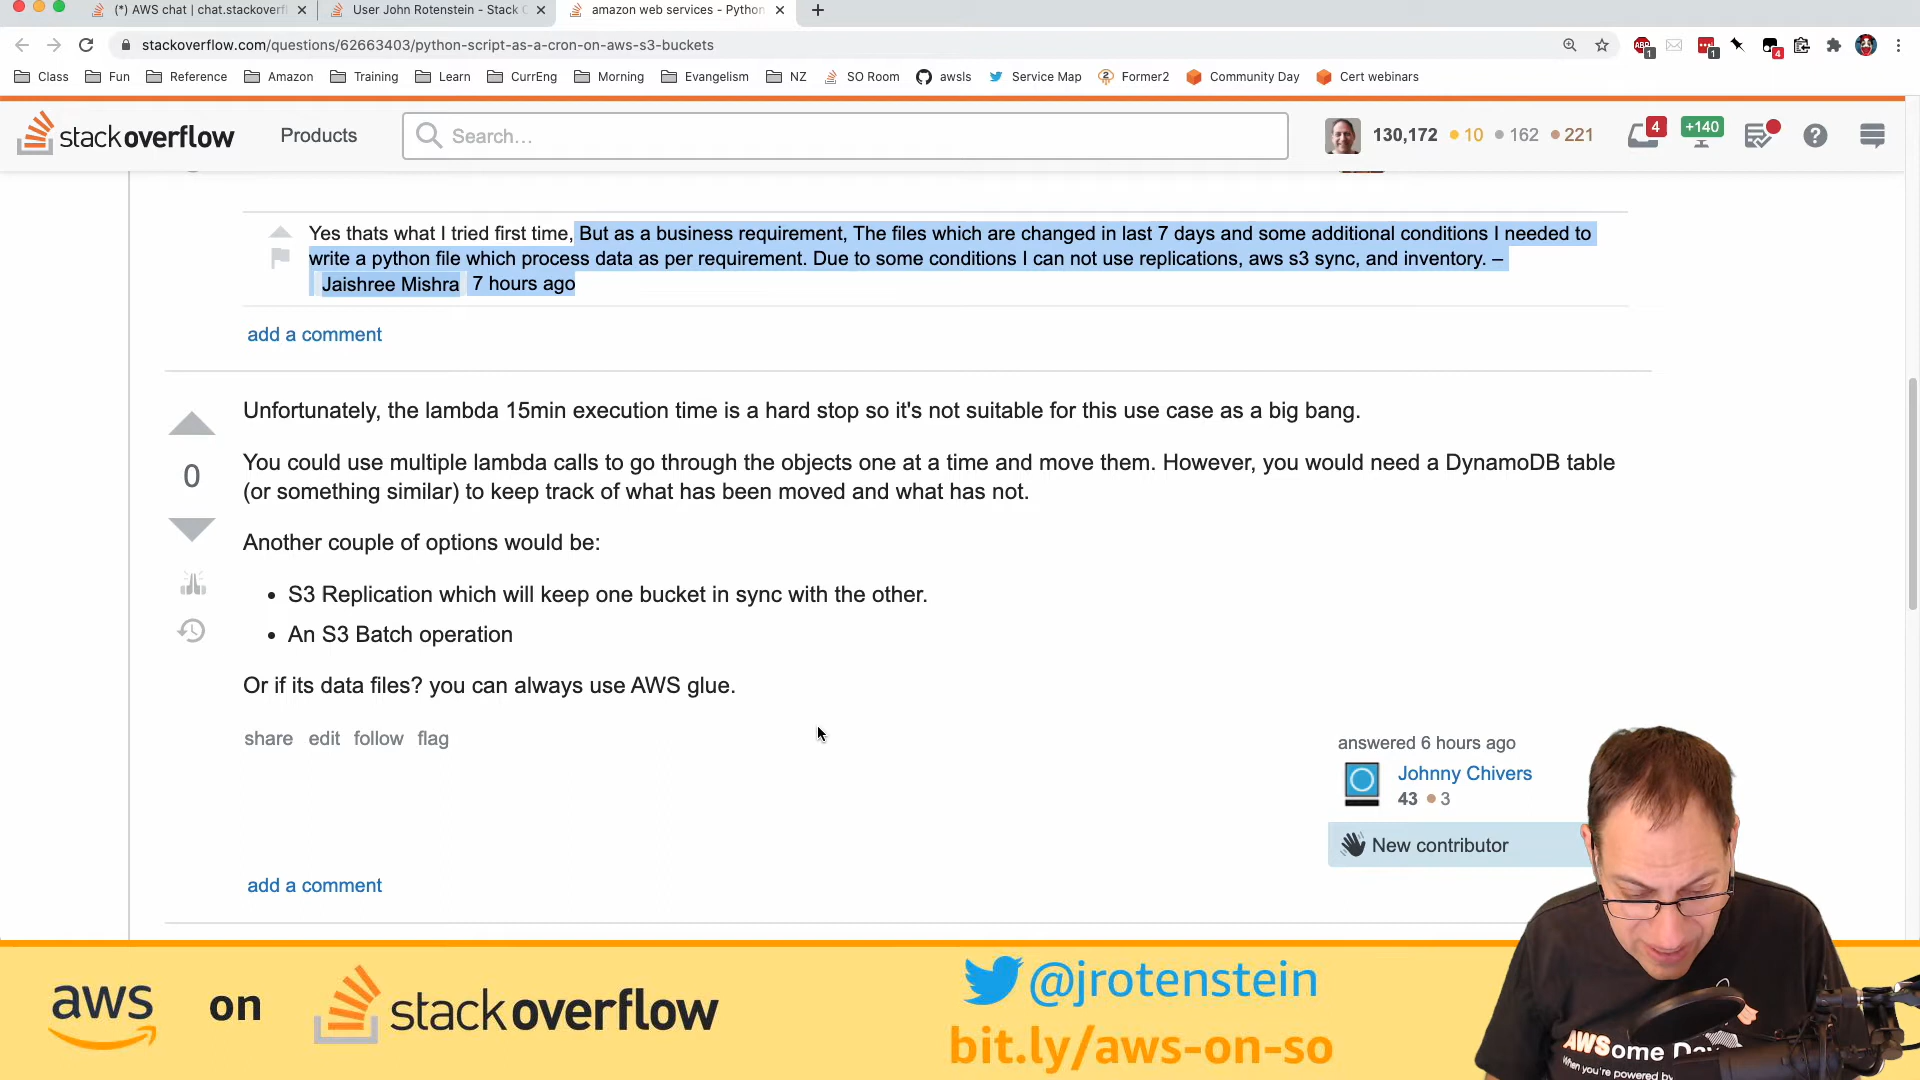 (*) AWS chat | chat.stackoverfl
User John Rotenstein - Stack O
amazon web services - Python
stackoverflow.com/questions/62663403/python-script-as-a-cron-on-aws-s3-buckets
1
1
4
Class
Fun
Reference
Amazon
Training
Learn
CurrEng
Morning
Evangelism
NZ
SO Room
awsls
Service Map
Former2
Community Day
Cert webinars
stackoverflow
Products
Search...
130,172
10
162
221
4
+140
Yes thats what I tried first time, But as a business requirement, The files which are changed in last 7 days and some additional conditions I needed to
write a python file which process data as per requirement. Due to some conditions I can not use replications, aws s3 sync, and inventory. –
Jaishree Mishra 7 hours ago
add a comment
Unfortunately, the lambda 15min execution time is a hard stop so it's not suitable for this use case as a big bang.
You could use multiple lambda calls to go through the objects one at a time and move them. However, you would need a DynamoDB table
(or something similar) to keep track of what has been moved and what has not.
0
Another couple of options would be:
• S3 Replication which will keep one bucket in sync with the other.
• An S3 Batch operation
Or if its data files? you can always use AWS glue.
share edit follow flag
answered 6 hours ago
Johnny Chivers
43 3
New contributor
add a comment
aws on stackoverflow
@jrotenstein
bit.ly/aws-on-so
AWSome Day
When you're powered by